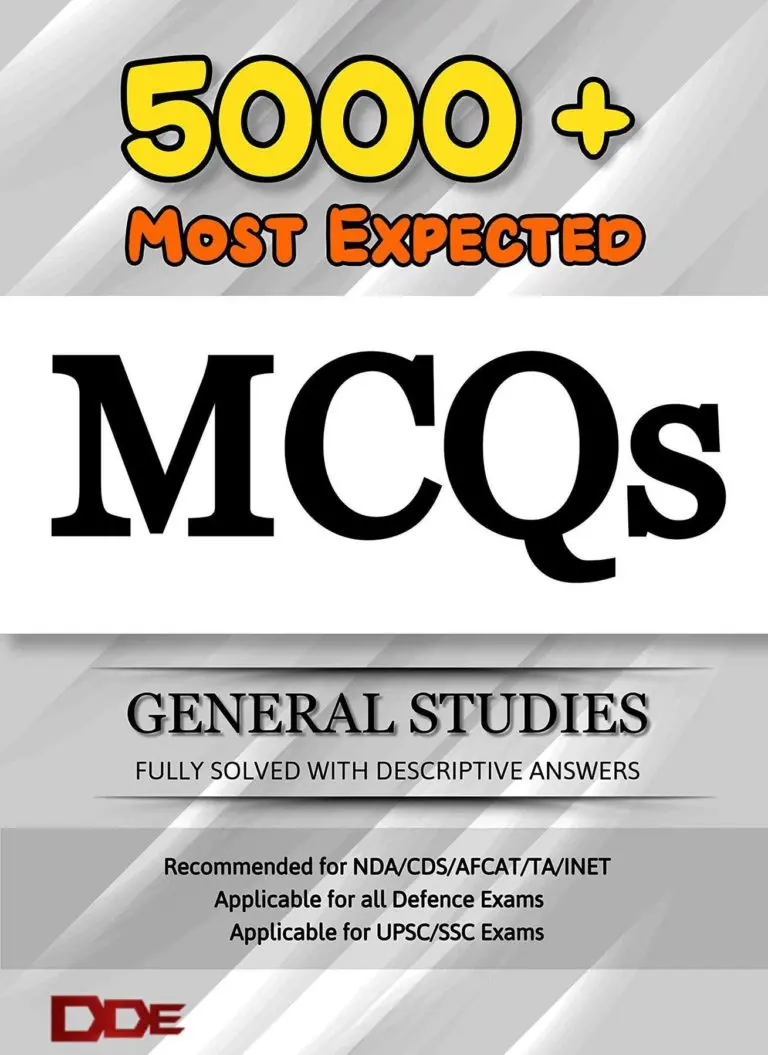 5000 +
MOST EXPECTED
MCQs
GENERAL STUDIES
FULLY SOLVED WITH DESCRIPTIVE ANSWERS
Recommended for NDA/CDS/AFCAT/TA/INET
Applicable for all Defence Exams
Applicable for UPSC/SSC Exams
DDE